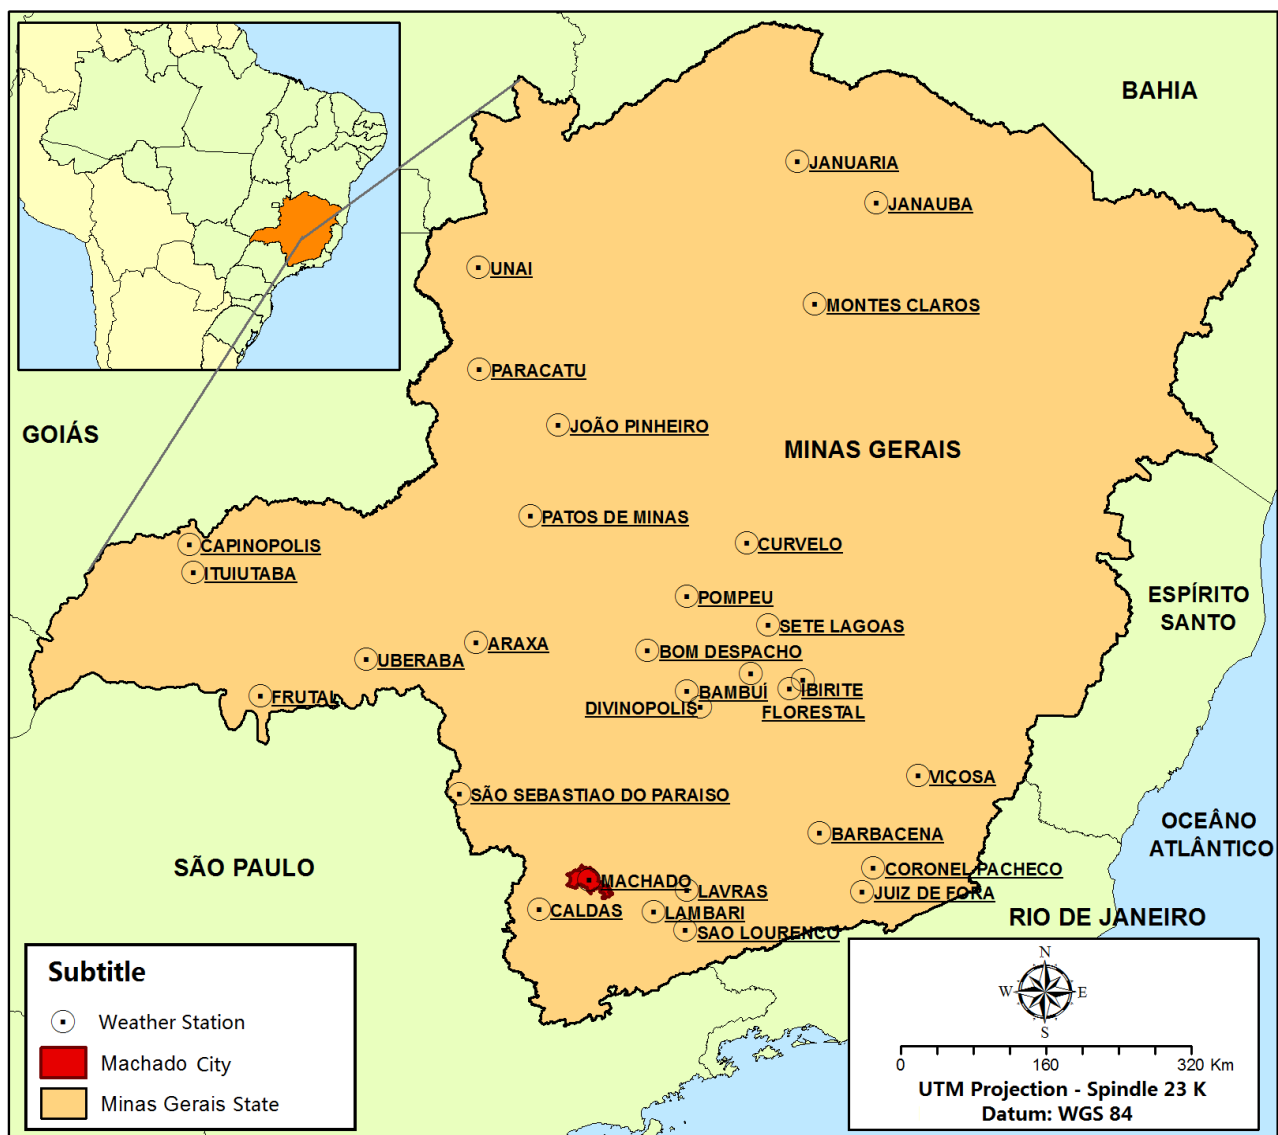 BAHIA
JANUARIA
JANAUBA
UNAI
MONTES CLAROS
PARACATU
JOÃO PINHEIRO
GOIÁS
MINAS GERAIS
PATOS DE MINAS
CAPINOPOLIS
CURVELO
ITUIUTABA
POMPEU
ESPÍRITO
SANTO
SETE LAGOAS
ARAXA
BOM DESPACHO
UBERABA
BAMBUÍ
IBIRITE
FRUTAL
DIVINOPOLIS
FLORESTAL
VIÇOSA
SÃO SEBASTIAO DO PARAISO
OCEÂNO
ATLÂNTICO
BARBACENA
SÃO PAULO
CORONEL PACHECO
MACHADO
LAVRAS
JUIZ DE FORA
CALDAS
LAMBARI
RIO DE JANEIRO
SAO LOURENCO
Subtitle
Weather Station
Machado City
Minas Gerais State
N
W
E
S
0 160 320 Km
UTM Projection - Spindle 23 K
Datum: WGS 84